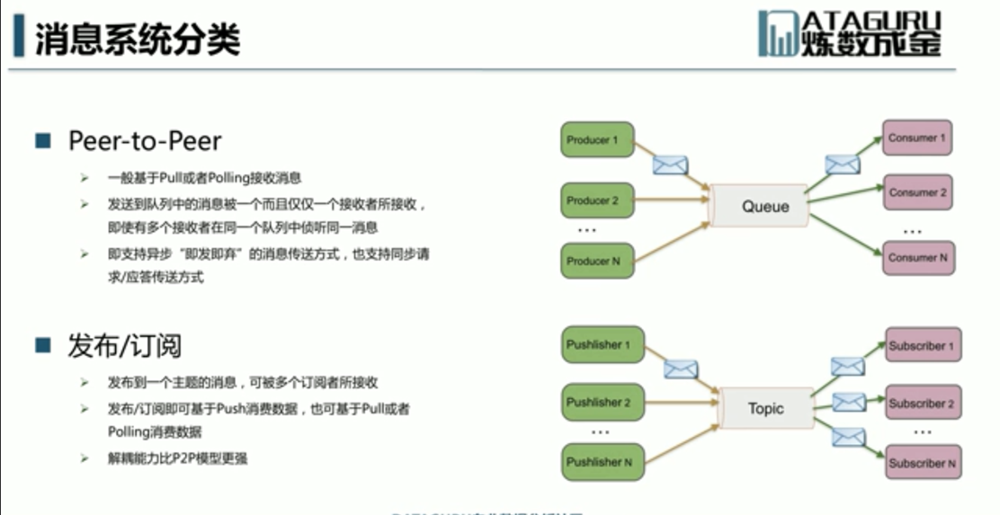 消息系统分类
DATAGURU
炼数成金
Peer-to-Peer
一般基于Pull或者Polling接收消息
发送到队列中的消息被一个而且仅仅一个接收者所接收，
即使有多个接收者在同一个队列中侦听同一消息
即支持异步“即发即弃”的消息传送方式，也支持同步请
求/应答传送方式
Producer 1
Producer 2
...
Producer N
Queue
Consumer 1
Consumer 2
...
Consumer N
发布/订阅
发布到一个主题的消息，可被多个订阅者所接收
发布/订阅即可基于Push消费数据，也可基于Pull或者
Polling消费数据
解耦能力比P2P模型更强
Pushlisher 1
Pushlisher 2
...
Pushlisher N
Topic
Subscriber 1
Subscriber 2
...
Subscriber N